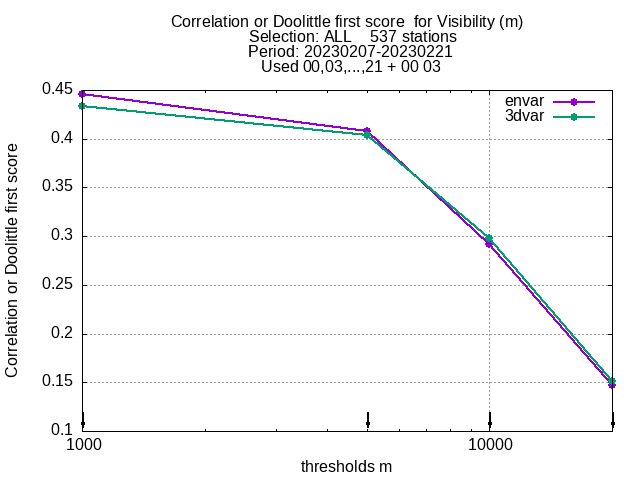 Correlation or Doolittle first score  for Visibility (m)
Selection: ALL    537 stations
Period: 20230207-20230221
Used 00,03,...,21 + 00 03
envar
3dvar
Correlation or Doolittle first score
0.45
0.4
0.35
0.3
0.25
0.2
0.15
0.1
1000
10000
thresholds m